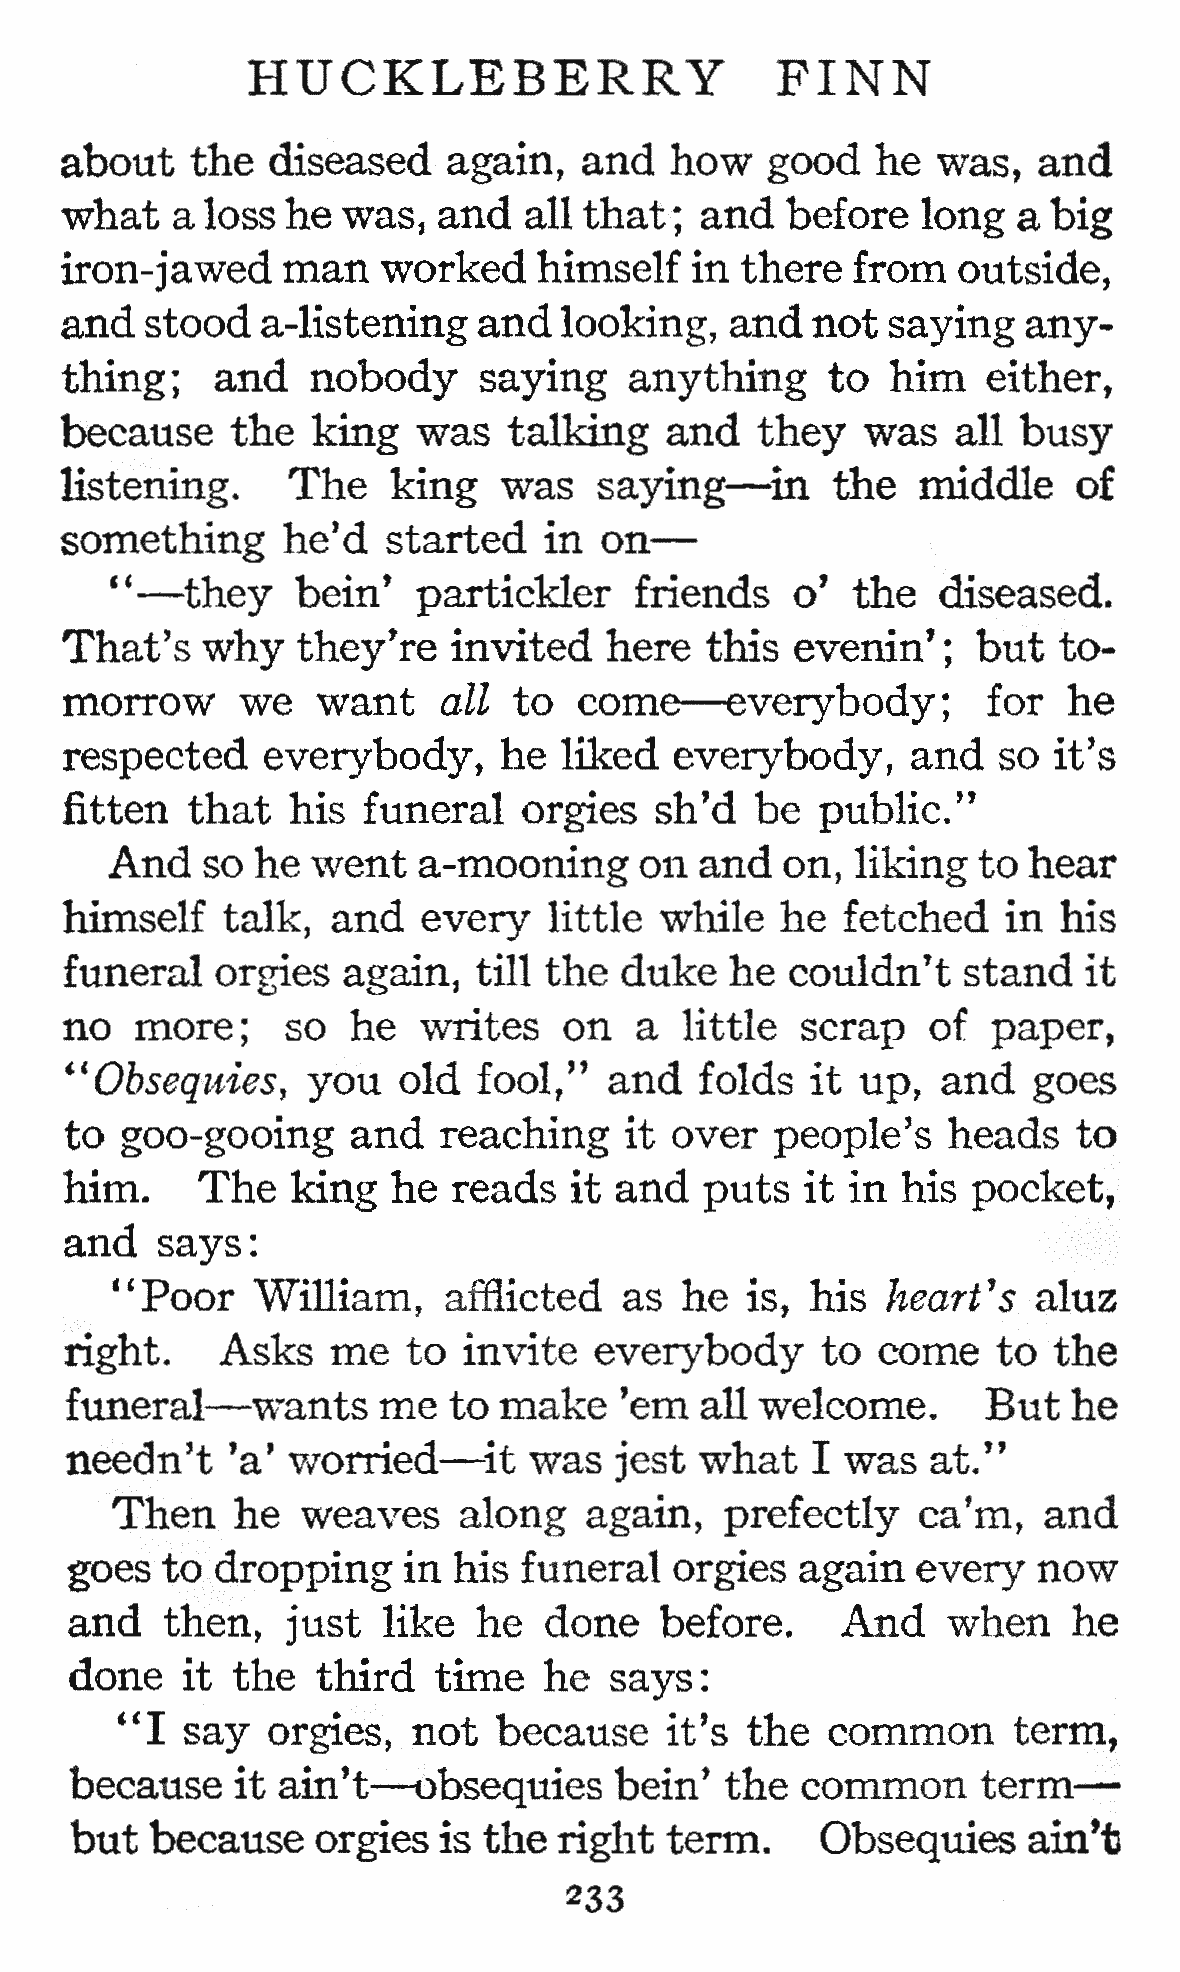 HUCKLEBERRY FINN
about the diseased again, and how good he was, and
what a loss he was, and all that; and before long a big
iron-jawed man worked himself in there from outside,
and stood a-listening and looking, and not saying any-
thing; and nobody saying anything to him either,
because the king was talking and they was all busy
listening. The king was saying—in the middle of
something he'd started in on—
“—they bein' partickler friends o' the diseased.
That's why they're invited here this evenin'; but to-
morrow we want all to come—everybody; for he
respected everybody, he liked everybody, and so it's
fitten that his funeral orgies sh'd be public.”
And so he went a-mooning on and on, liking to hear
himself talk, and every little while he fetched in his
funeral orgies again, till the duke he couldn't stand it
no more; so he writes on a little scrap of paper,
“Obsequies, you old fool,” and folds it up, and goes
to goo-gooing and reaching it over people's heads to
him. The king he reads it and puts it in his pocket,
and says:
“Poor William, afflicted as he is, his heart's aluz
right. Asks me to invite everybody to come to the
funeral—wants me to make 'em all welcome. But he
needn't 'a' worried—it was jest what I was at.”
Then he weaves along again, prefectly ca'm, and
goes to dropping in his funeral orgies again every now
and then, just like he done before. And when he
done it the third time he says:
“I say orgies, not because it's the common term,
because it ain't—obsequies bein' the common term—
but because orgies is the right term. Obsequies ain't
233